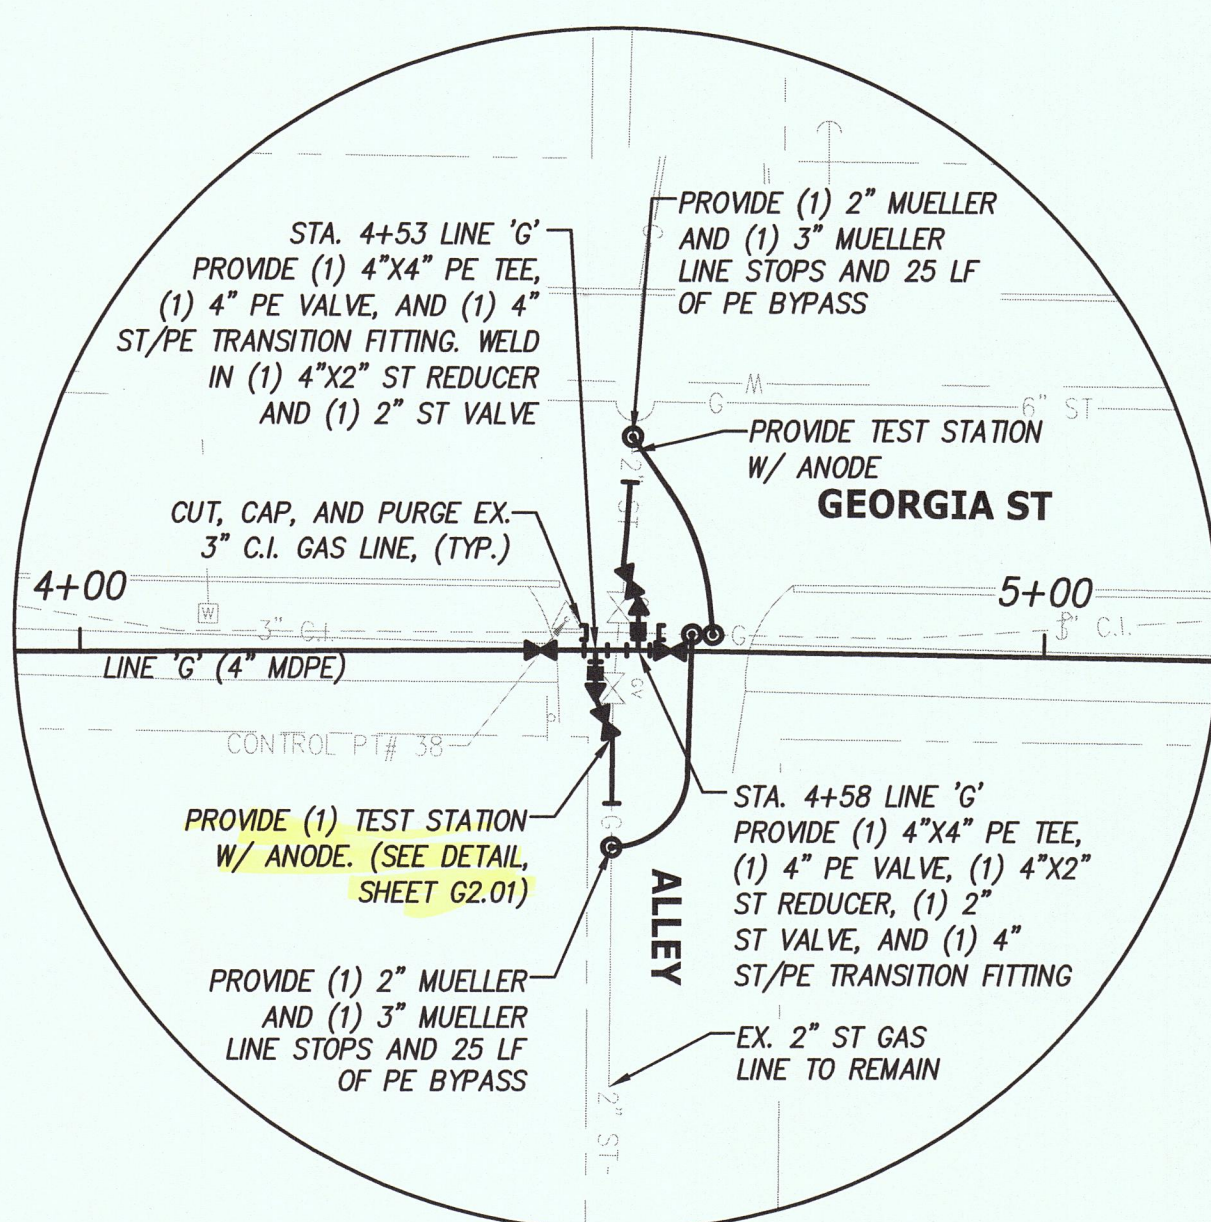 PROVIDE (1) 2" MUELLER
AND (1) 3" MUELLER
LINE STOPS AND 25 LF
OF PE BYPASS
STA. 4+53 LINE 'G'
PROVIDE (1) 4"X4" PE TEE,
(1) 4" PE VALVE, AND (1) 4"
ST/PE TRANSITION FITTING. WELD
IN (1) 4"X2" ST REDUCER
AND (1) 2" ST VALVE
W
G
6" ST
G
PROVIDE TEST STATION
W/ ANODE
2" ST
GEORGIA ST
CUT, CAP, AND PURGE EX.
3" C.I. GAS LINE, (TYP.)
4+00
5+00
W
3" C.I.
G
3" C.I.
LINE 'G' (4" MDPE)
GV
P
CONTROL PT# 38
PROVIDE (1) TEST STATION
W/ ANODE. (SEE DETAIL,
SHEET G2.01)
G
STA. 4+58 LINE 'G'
PROVIDE (1) 4"X4" PE TEE,
(1) 4" PE VALVE, (1) 4"X2"
ST REDUCER, (1) 2"
ST VALVE, AND (1) 4"
ST/PE TRANSITION FITTING
ALLEY
PROVIDE (1) 2" MUELLER
AND (1) 3" MUELLER
LINE STOPS AND 25 LF
OF PE BYPASS
EX. 2" ST GAS
LINE TO REMAIN
2" ST